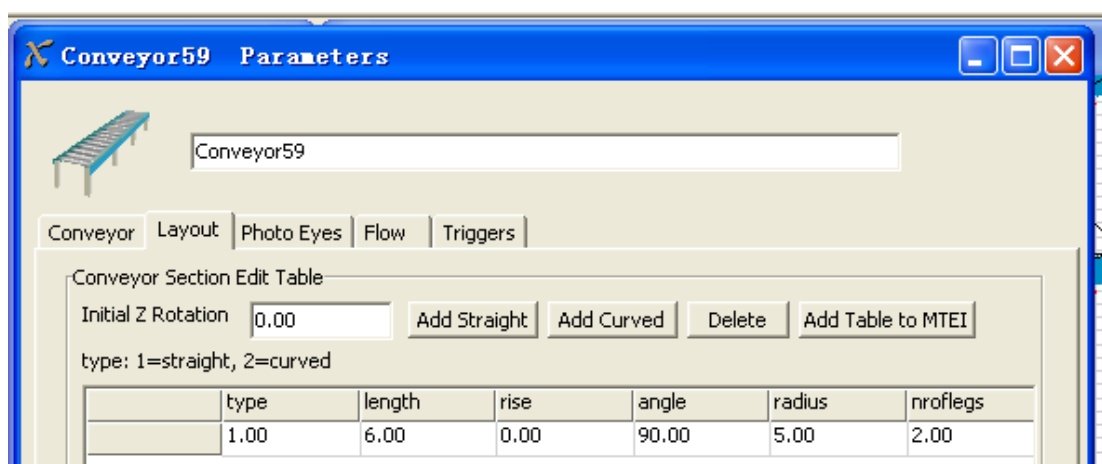 Conveyor59 Parameters
Conveyor59
Conveyor Layout Photo Eyes Flow Triggers
Conveyor Section Edit Table
Initial Z Rotation 0.00 Add Straight Add Curved Delete Add Table to MTEI
type: 1=straight, 2=curved
type length rise angle radius nroflegs
1.00 6.00 0.00 90.00 5.00 2.00